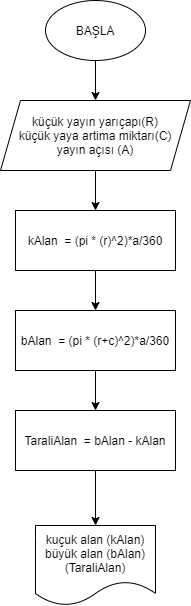 BAŞLA
küçük yayın yarıçapı(R)
küçük yaya artima miktarı(C)
yayın açısı (A)
kAlan = (pi * (r)^2)*a/360
bAlan = (pi * (r+c)^2)*a/360
TaraliAlan = bAlan - kAlan
kuçuk alan (kAlan)
büyük alan (bAlan)
(TaraliAlan)